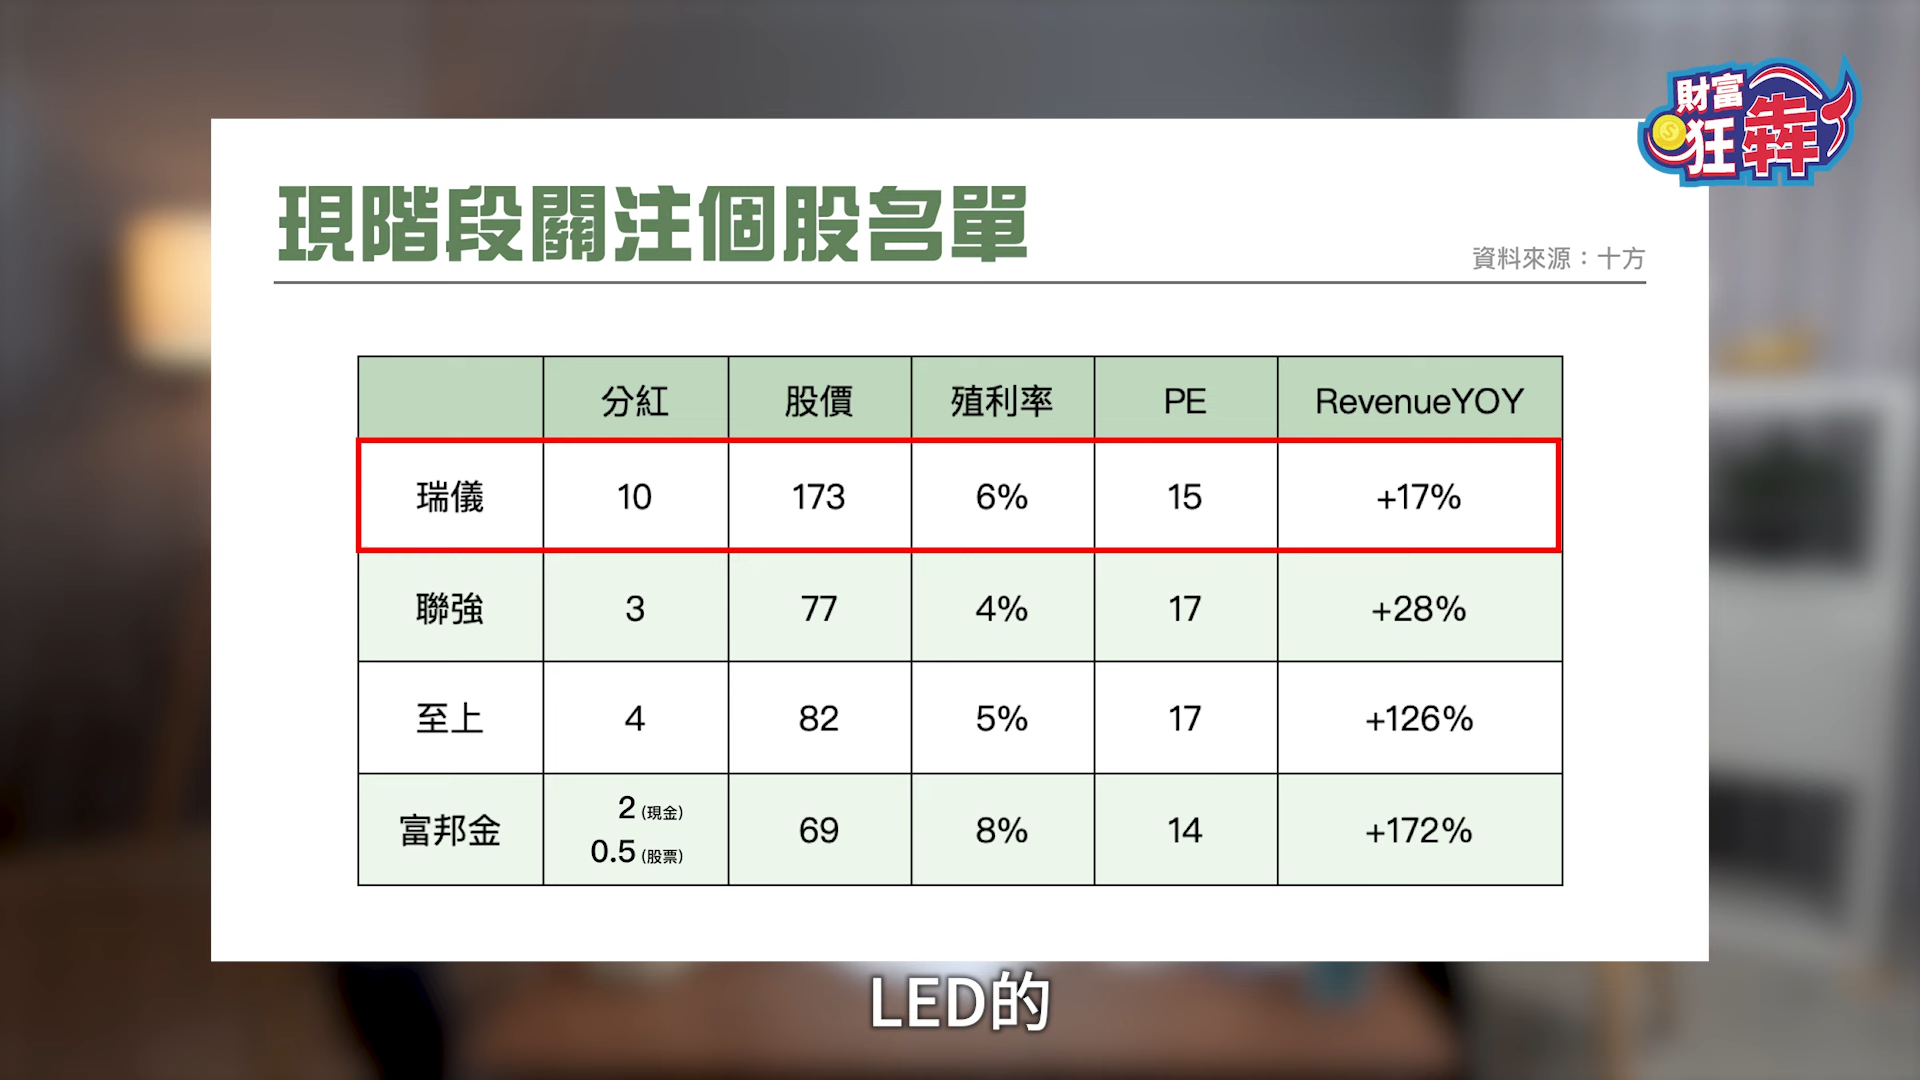 財富
狂犇
現階段關注個股名單
資料來源：十方
分紅 股價 殖利率 PE RevenueYOY
瑞儀 10 173 6% 15 +17%
聯強 3 77 4% 17 +28%
至上 4 82 5% 17 +126%
富邦金 2 (現金) 0.5 (股票) 69 8% 14 +172%
LED的